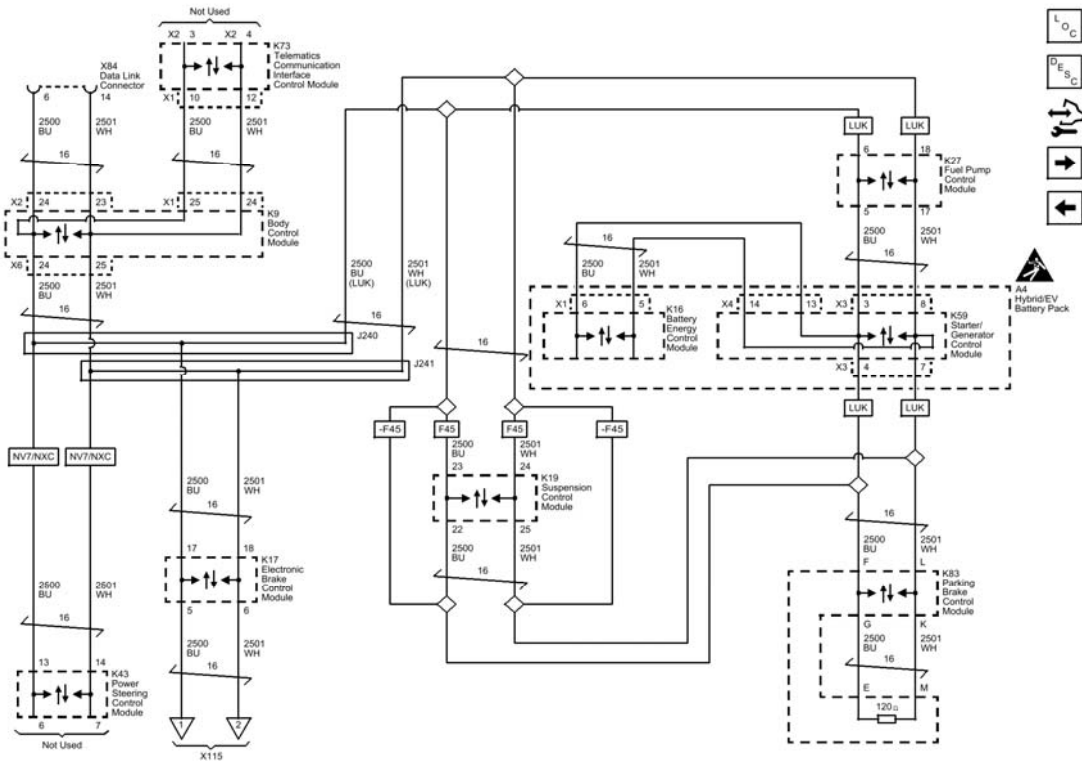 Not Used
X2 3 X2 4
K73
Telematics
Communication
Interface
Control Module
X1 10 12
X84
Data Link
Connector
6 14
2500
BU
2501
WH
2500
BU
2501
WH
16
16
X2 24 23 X1 25 24
K9
Body
Control
Module
X6 24 25
2500
BU
2501
WH
16
J240
J241
2500
BU
(LUK)
2501
WH
(LUK)
16
16
LUK LUK
6 18
K27
Fuel Pump
Control
Module
5 17
2500
BU
2501
WH
16
16
2500
BU
2501
WH
A4
Hybrid/EV
Battery Pack
X1 6 5
K16
Battery
Energy
Control
Module
X4 14 13 X3 3 8
K59
Starter/
Generator
Control
Module
X3 4 7
LUK LUK
-F45 F45 F45 -F45
2500
BU
2501
WH
23 24
K19
Suspension
Control
Module
22 25
2500
BU
2501
WH
16
NV7/NXC NV7/NXC
2500
BU
2501
WH
16
13 14
K43
Power
Steering
Control
Module
6 7
Not Used
2500
BU
2501
WH
16
17 18
K17
Electronic
Brake
Control
Module
5 6
2500
BU
2501
WH
16
1 2
X115
16
2500
BU
2501
WH
F L
K83
Parking
Brake
Control
Module
G K
2500
BU
2501
WH
16
E M
120 Ω
LOC
DESC